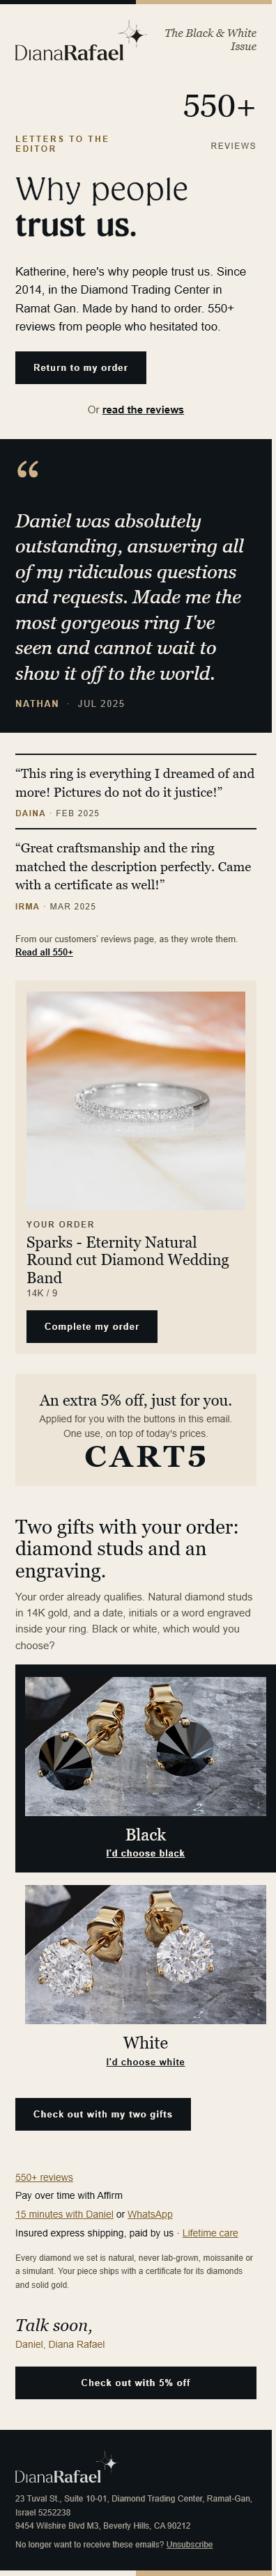 DianaRafael
The Black & White
Issue
550+
LETTERS TO THE
EDITOR
REVIEWS
Why people
trust us.
Katherine, here's why people trust us. Since
2014, in the Diamond Trading Center in
Ramat Gan. Made by hand to order. 550+
reviews from people who hesitated too.
Return to my order
Or read the reviews
“
Daniel was absolutely
outstanding, answering all
of my ridiculous questions
and requests. Made me the
most gorgeous ring I've
seen and cannot wait to
show it off to the world.
NATHAN · JUL 2025
“This ring is everything I dreamed of and
more! Pictures do not do it justice!”
DAINA · FEB 2025
“Great craftsmanship and the ring
matched the description perfectly. Came
with a certificate as well!”
IRMA · MAR 2025
From our customers' reviews page, as they wrote them.
Read all 550+
YOUR ORDER
Sparks - Eternity Natural
Round cut Diamond Wedding
Band
14K / 9
Complete my order
An extra 5% off, just for you.
Applied for you with the buttons in this email.
One use, on top of today's prices.
CART5
Two gifts with your order:
diamond studs and an
engraving.
Your order already qualifies. Natural diamond studs
in 14K gold, and a date, initials or a word engraved
inside your ring. Black or white, which would you
choose?
Black
I'd choose black
White
I'd choose white
Check out with my two gifts
550+ reviews
Pay over time with Affirm
15 minutes with Daniel or WhatsApp
Insured express shipping, paid by us · Lifetime care
Every diamond we set is natural, never lab-grown, moissanite or
a simulant. Your piece ships with a certificate for its diamonds
and solid gold.
Talk soon,
Daniel, Diana Rafael
Check out with 5% off
DianaRafael
23 Tuval St., Suite 10-01, Diamond Trading Center, Ramat-Gan,
Israel 5252238
9454 Wilshire Blvd M3, Beverly Hills, CA 90212
No longer want to receive these emails? Unsubscribe